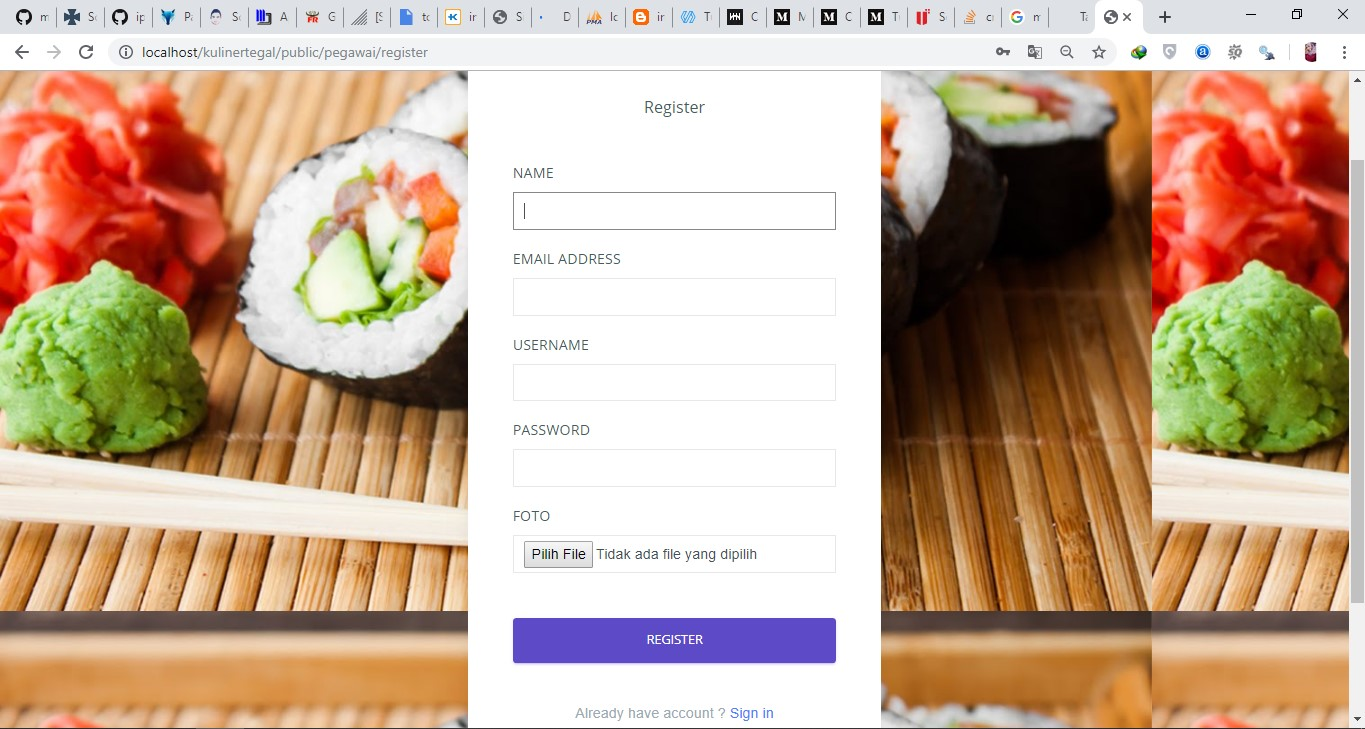 localhost/kulinertegal/public/pegawai/register
Register
NAME
EMAIL ADDRESS
USERNAME
PASSWORD
FOTO
Pilih File Tidak ada file yang dipilih
REGISTER
Already have account ? Sign in